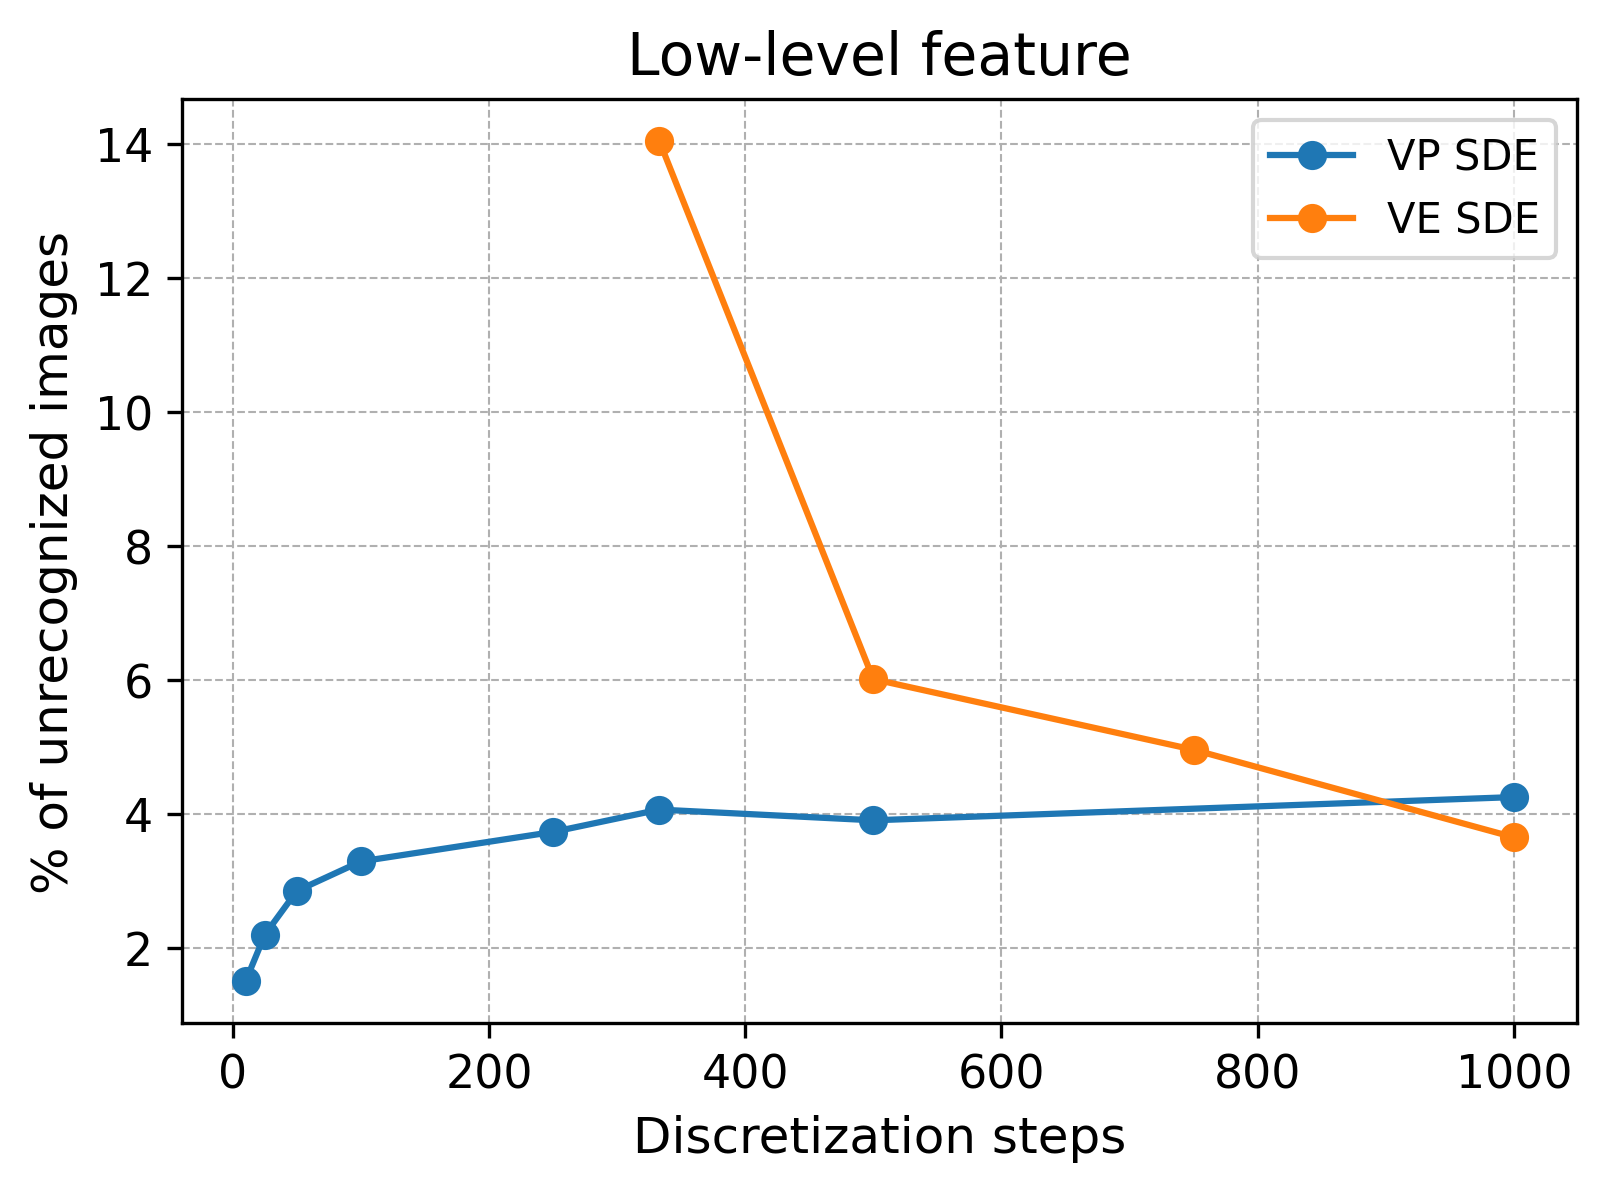 Low-level feature
% of unrecognized images
14
12
10
8
6
4
2
VP SDE
VE SDE
0 200 400 600 800 1000
Discretization steps